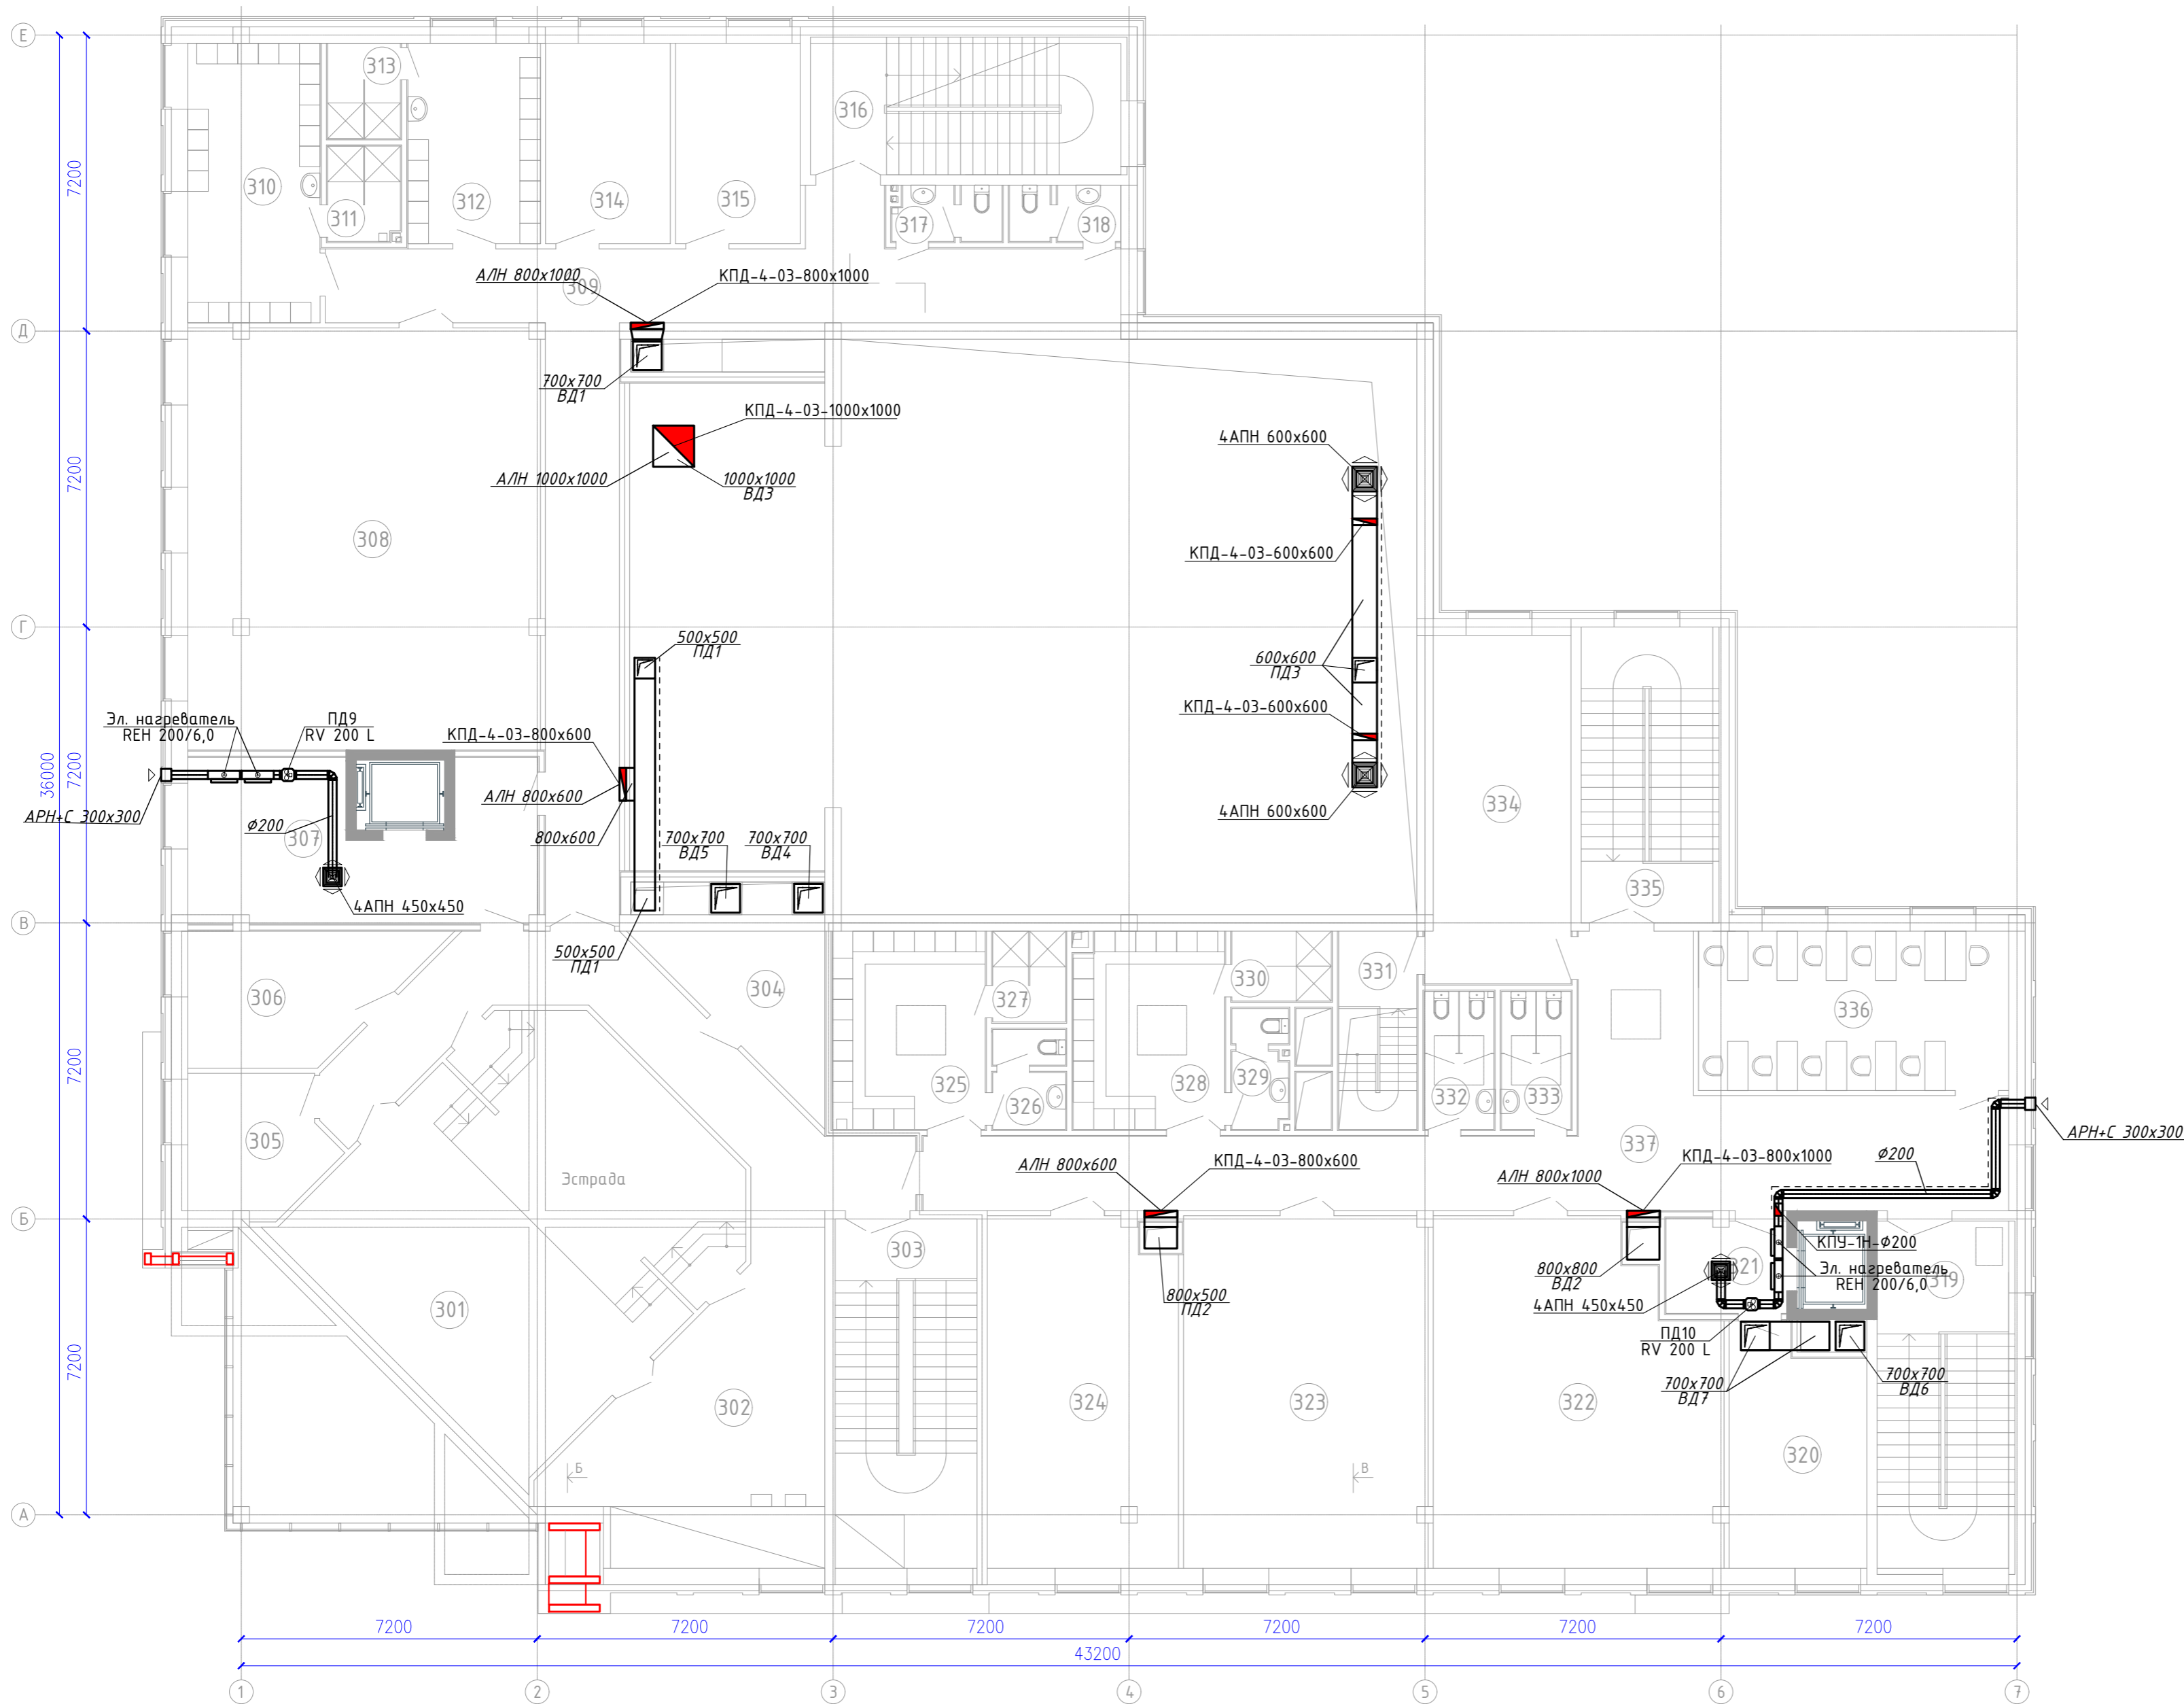 Е
313
316
310
312
314
315
311
317
318
7200
309
АЛН 800х1000
КПД-4-03-800х1000
Д
700х700
ВД1
КПД-4-03-1000х1000
4АПН 600х600
АЛН 1000х1000
1000х1000
ВД3
7200
308
КПД-4-03-600х600
Г
500х500
ПД1
600х600
ПД3
КПД-4-03-600х600
Эл. нагреватель
REH 200/6,0
ПД9
RV 200 L
КПД-4-03-800х600
36000
7200
АЛН 800х600
334
АРН+С 300х300
Ø200
307
800х600
700х700
ВД5
700х700
ВД4
4АПН 600х600
335
4АПН 450х450
В
500х500
ПД1
306
304
327
330
331
336
7200
325
326
328
329
332
333
305
337
АРН+С 300х300
Эстрада
АЛН 800х600
КПД-4-03-800х600
АЛН 800х1000
КПД-4-03-800х1000
Ø200
Б
303
КПУ-1Н-Ø200
321
Эл. нагреватель
REH 200/6,0
319
800х500
ПД2
800х800
ВД2
4АПН 450х450
301
ПД10
RV 200 L
7200
700х700
ВД7
700х700
ВД6
302
324
323
322
320
Б
В
А
7200
7200
7200
7200
7200
7200
43200
1
2
3
4
5
6
7